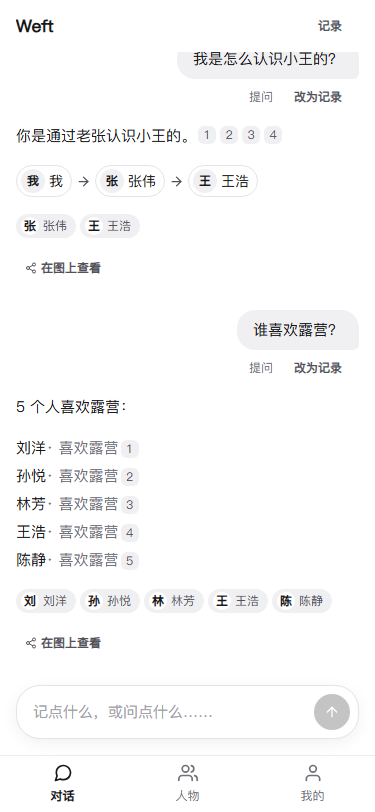 Weft 记录
我是怎么认识小王的?
提问 改为记录
你是通过老张认识小王的。 1 2 3 4
我 我 → 张 张伟 → 王 王浩
张 张伟 王 王浩
在图上查看
谁喜欢露营?
提问 改为记录
5 个人喜欢露营:
刘洋· 喜欢露营 1
孙悦· 喜欢露营 2
林芳· 喜欢露营 3
王浩· 喜欢露营 4
陈静· 喜欢露营 5
刘 刘洋 孙 孙悦 林 林芳 王 王浩 陈 陈静
在图上查看
记点什么，或问点什么……
对话 人物 我的